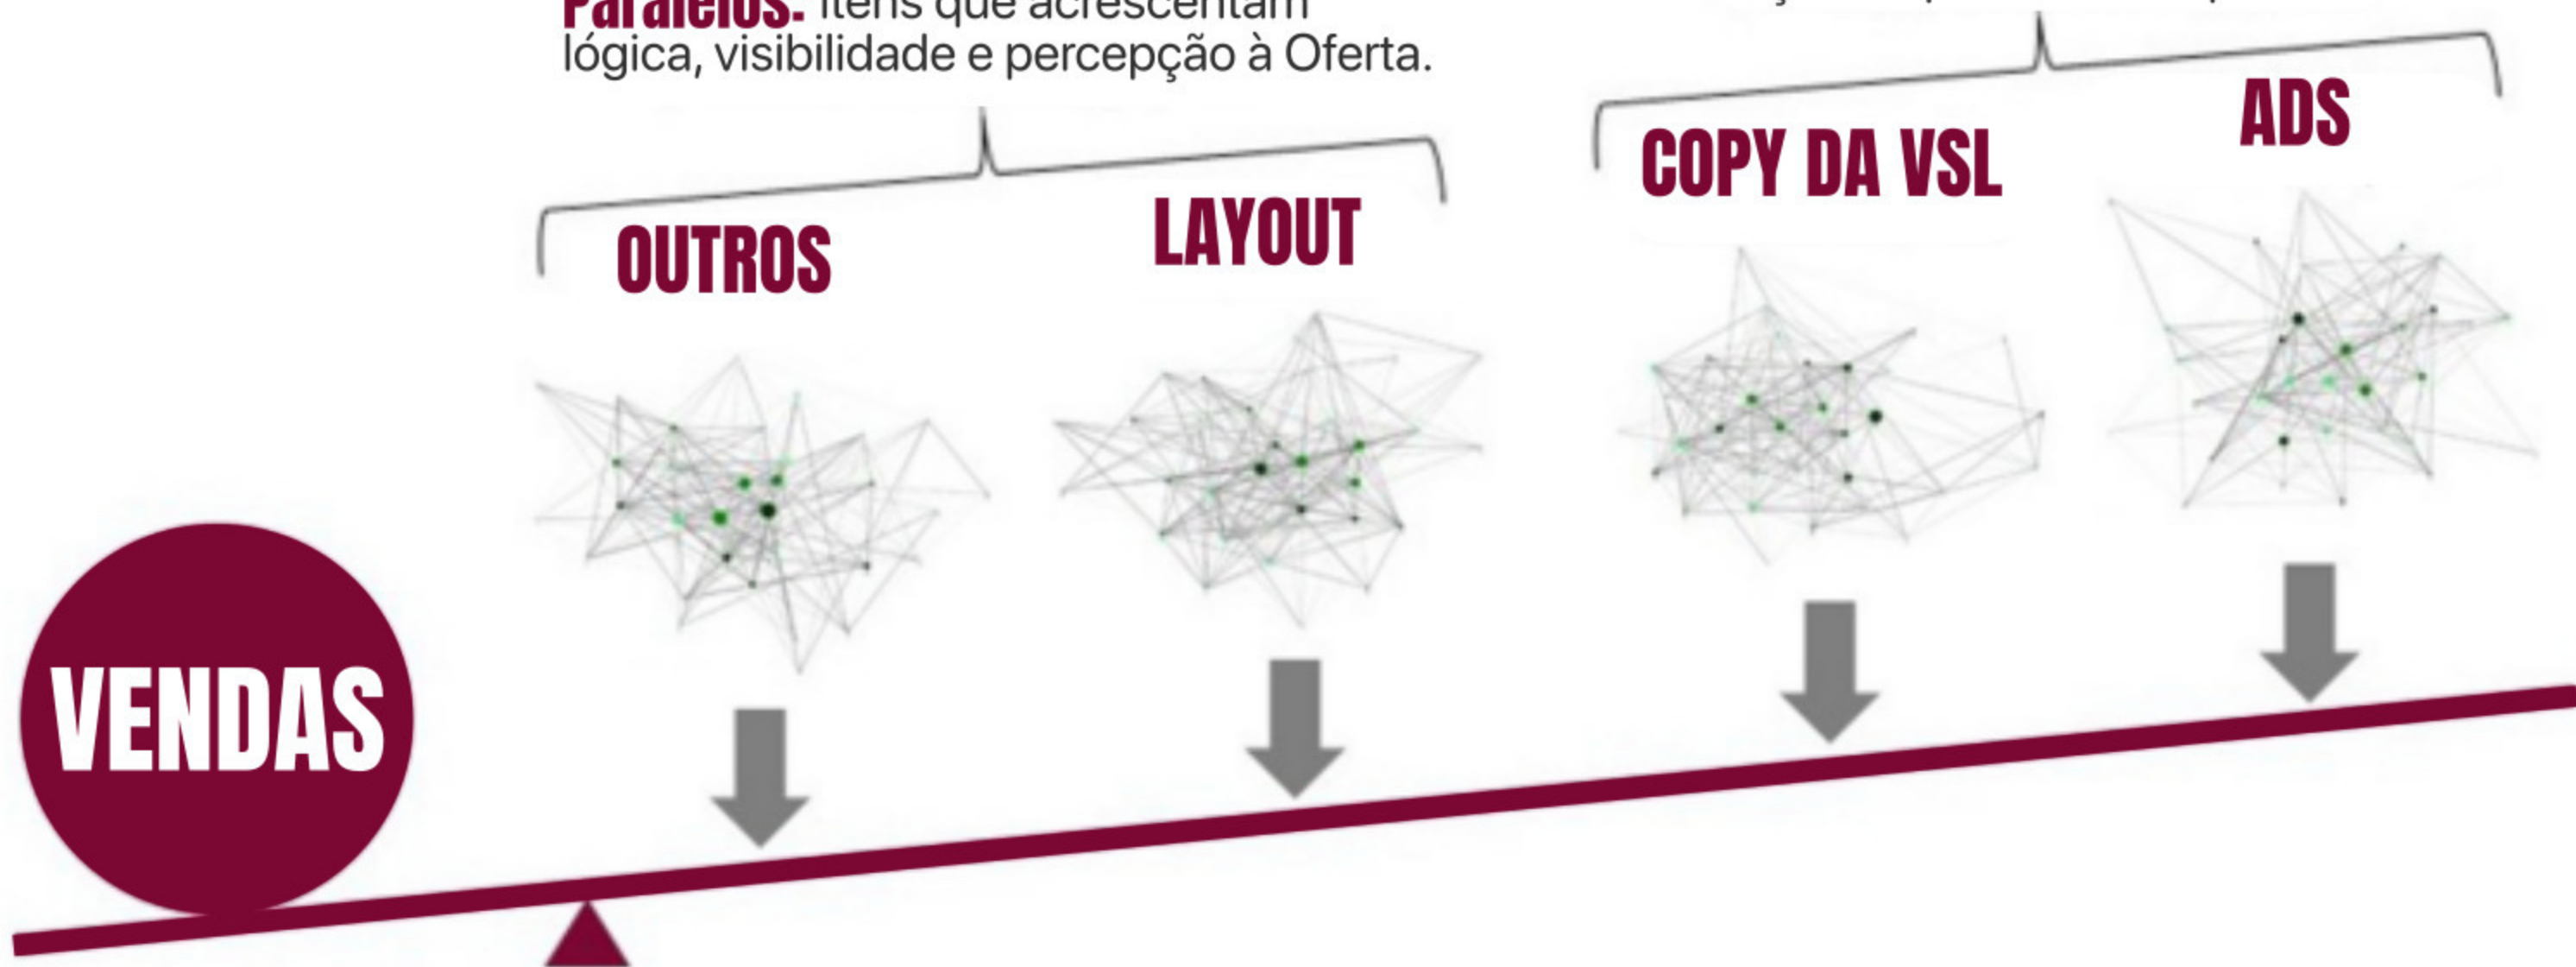 Paralelos: Itens que acrescentam
lógica, visibilidade e percepção à Oferta.
ADS
COPY DA VSL
LAYOUT
OUTROS
VENDAS